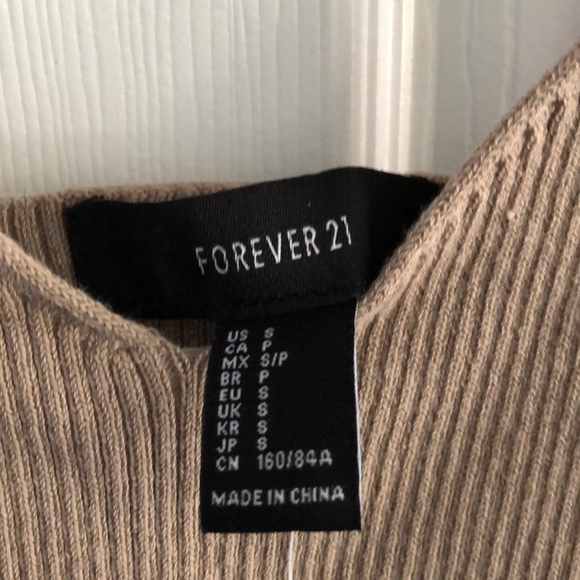 FOREVER 21
US S
CA P
MX S/P
BR P
EU S
UK S
KR S
JP S
CN 160/84A
MADE IN CHINA